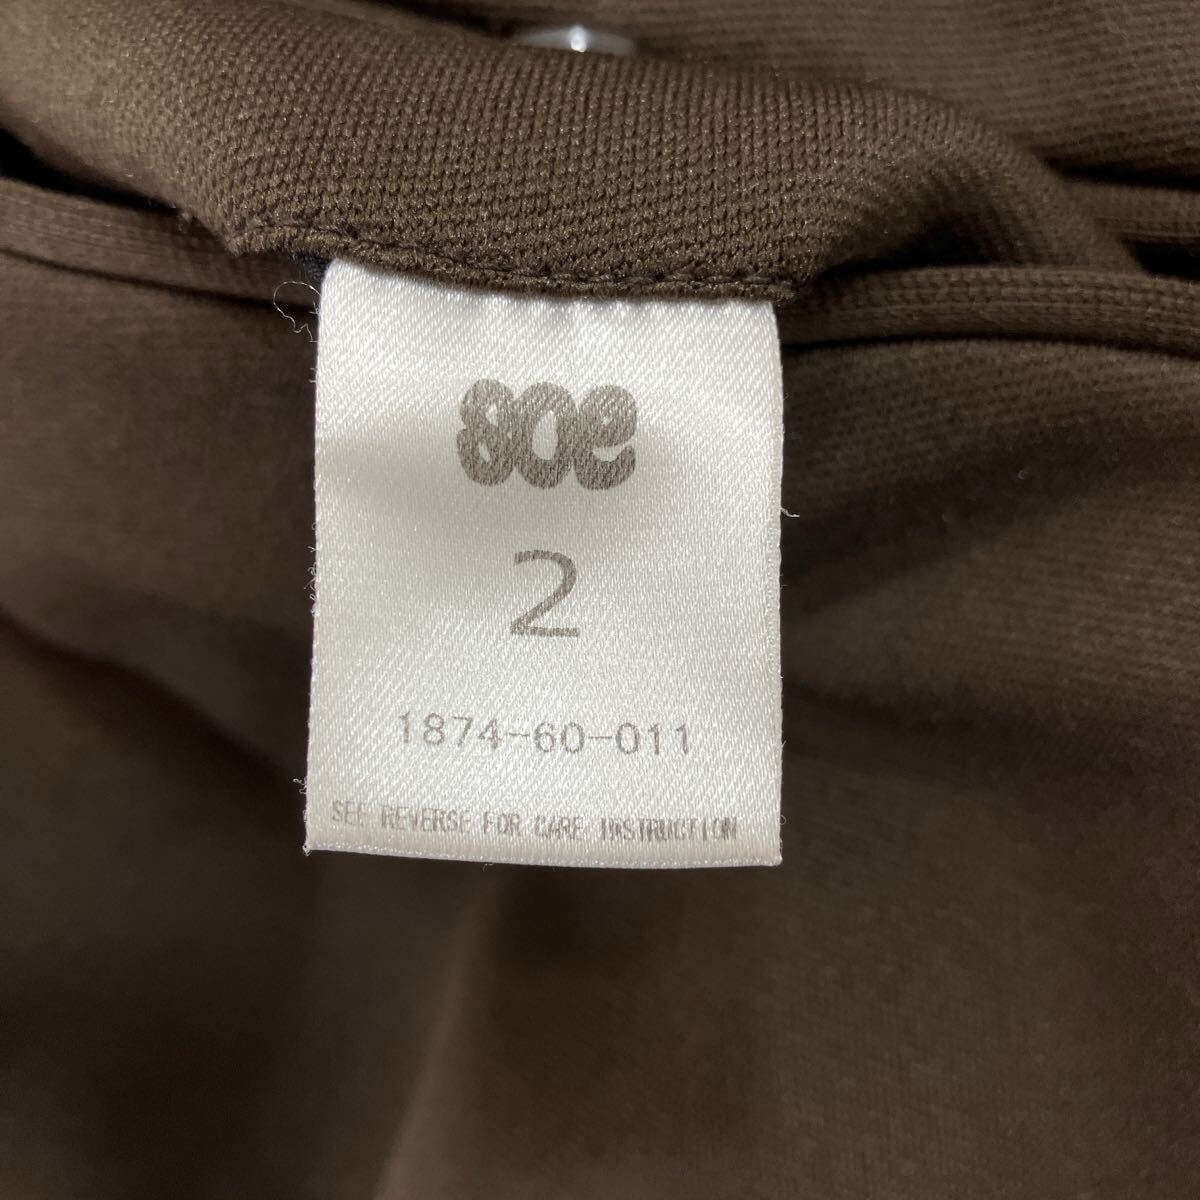 soe
2
1874-60-011
SEE REVERSE FOR CARE INSTRUCTION